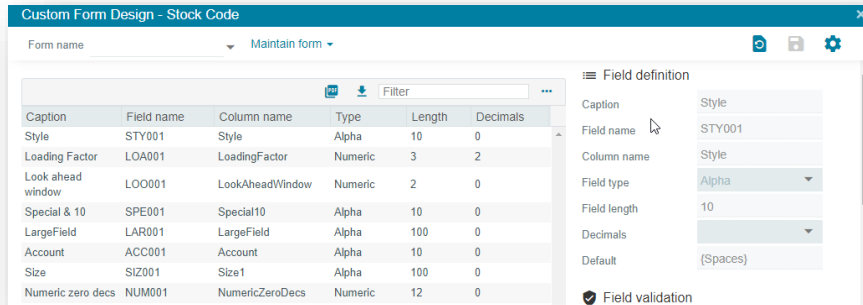 Custom Form Design - Stock Code
Form name Maintain form
PDF Filter
Caption Field name Column name Type Length Decimals
Style STY001 Style Alpha 10 0
Loading Factor LOA001 LoadingFactor Numeric 3 2
Look ahead
window LOO001 LookAheadWindow Numeric 2 0
Special & 10 SPE001 Special10 Alpha 10 0
LargeField LAR001 LargeField Alpha 100 0
Account ACC001 Account Alpha 10 0
Size SIZ001 Size1 Alpha 100 0
Numeric zero decs NUM001 NumericZeroDecs Numeric 12 0
Field definition
Caption Style
Field name STY001
Column name Style
Field type Alpha
Field length 10
Decimals
Default {Spaces}
Field validation